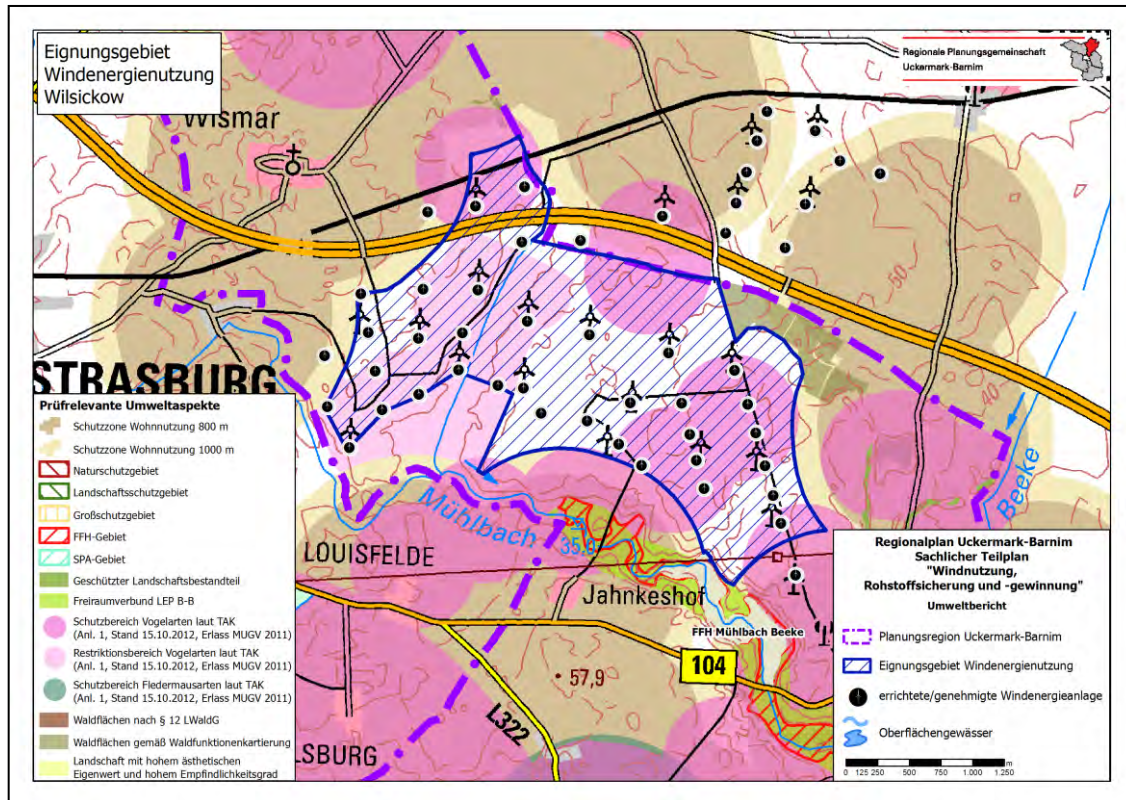 Eignungsgebiet
Windenergienutzung
Wilsickow
Regionale Planungsgemeinschaft
Uckermark-Barnim
Wismar
50
40
STRASBURG
Beeke
Mühlbach
35,0
LOUISFELDE
Jahnkeshof
FFH Mühlbach Beeke
104
57,9
L322
LSBURG
Prüfrelevante Umweltaspekte
Schutzzone Wohnnutzung 800 m
Schutzzone Wohnnutzung 1000 m
Naturschutzgebiet
Landschaftsschutzgebiet
Großschutzgebiet
FFH-Gebiet
SPA-Gebiet
Geschützter Landschaftsbestandteil
Freiraumverbund LEP B-B
Schutzbereich Vogelarten laut TAK
(Anl. 1, Stand 15.10.2012, Erlass MUGV 2011)
Restriktionsbereich Vogelarten laut TAK
(Anl. 1, Stand 15.10.2012, Erlass MUGV 2011)
Schutzbereich Fledermausarten laut TAK
(Anl. 1, Stand 15.10.2012, Erlass MUGV 2011)
Waldflächen nach § 12 LWaldG
Waldflächen gemäß Waldfunktionenkartierung
Landschaft mit hohem ästhetischen
Eigenwert und hohem Empfindlichkeitsgrad
Regionalplan Uckermark-Barnim
Sachlicher Teilplan
"Windnutzung,
Rohstoffsicherung und -gewinnung"
Umweltbericht
Planungsregion Uckermark-Barnim
Eignungsgebiet Windenergienutzung
errichtete/genehmigte Windenergieanlage
Oberflächengewässer
0 125 250 500 750 1.000 1.250 m